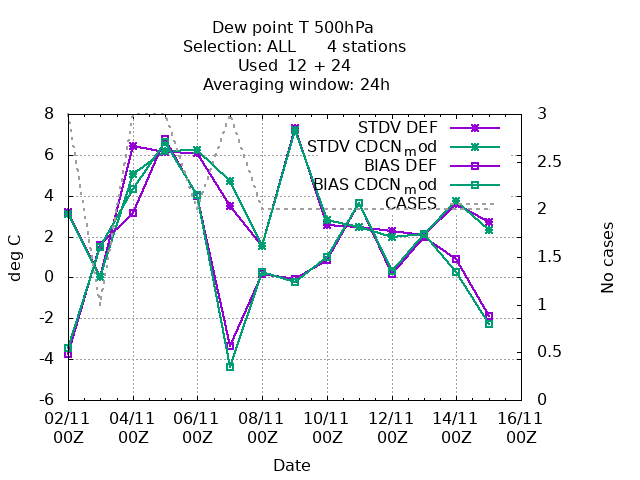 Dew point T 500hPa
Selection: ALL      4 stations
Used  12 + 24
Averaging window: 24h
STDV DEF
STDV CDCNmod
BIAS DEF
BIAS CDCNmod
CASES
8
6
4
2
0
-2
-4
-6
3
2.5
2
1.5
1
0.5
0
deg C
No cases
02/11 04/11 06/11 08/11 10/11 12/11 14/11 16/11
00Z 00Z 00Z 00Z 00Z 00Z 00Z 00Z
Date